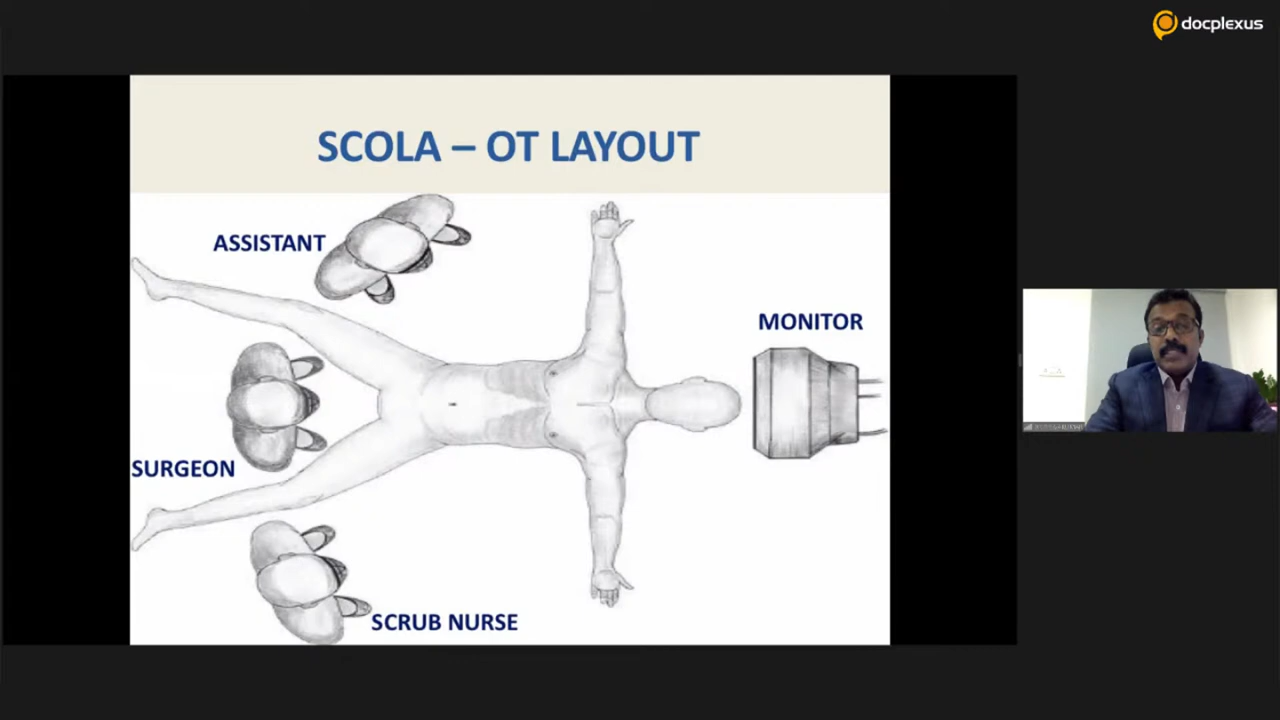 docplexus
SCOLA – OT LAYOUT
ASSISTANT
MONITOR
SURGEON
SCRUB NURSE